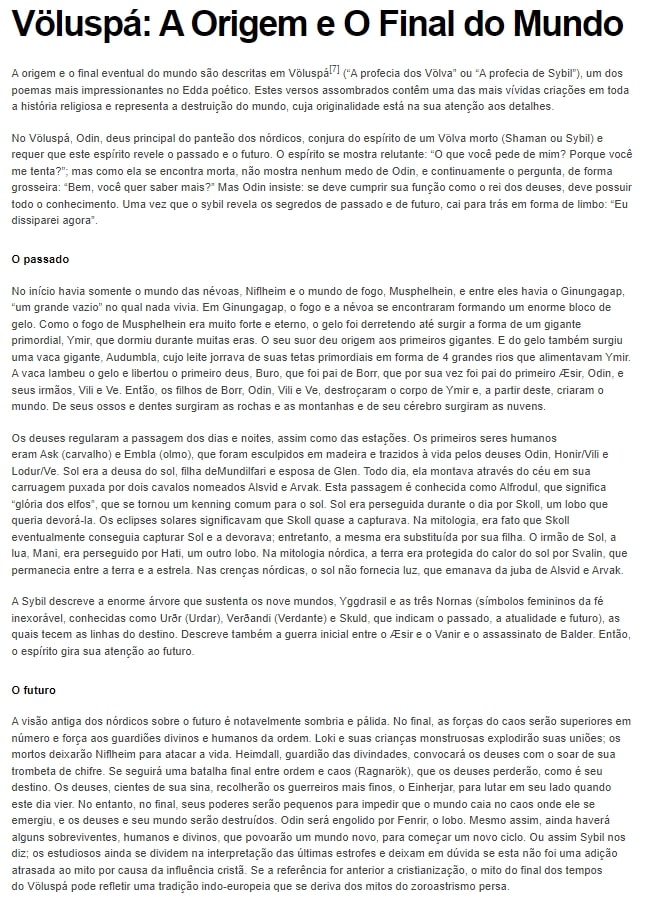 Völuspá: A Origem e O Final do Mundo
A origem e o final eventual do mundo são descritas em Völuspá[7] (“A profecia dos Völva” ou “A profecia de Sybil”), um dos
poemas mais impressionantes no Edda poético. Estes versos assombrados contêm uma das mais vívidas criações em toda
a história religiosa e representa a destruição do mundo, cuja originalidade está na sua atenção aos detalhes.
No Völuspá, Odin, deus principal do panteão dos nórdicos, conjura do espírito de um Völva morto (Shaman ou Sybil) e
requer que este espírito revele o passado e o futuro. O espírito se mostra relutante: “O que você pede de mim? Porque você
me tenta?”; mas como ela se encontra morta, não mostra nenhum medo de Odin, e continuamente o pergunta, de forma
grosseira: “Bem, você quer saber mais?” Mas Odin insiste: se deve cumprir sua função como o rei dos deuses, deve possuir
todo o conhecimento. Uma vez que o sybil revela os segredos de passado e de futuro, cai para trás em forma de limbo: “Eu
dissiparei agora”.
O passado
No início havia somente o mundo das névoas, Niflheim e o mundo de fogo, Musphelhein, e entre eles havia o Ginungagap,
“um grande vazio” no qual nada vivia. Em Ginungagap, o fogo e a névoa se encontraram formando um enorme bloco de
gelo. Como o fogo de Musphelhein era muito forte e eterno, o gelo foi derretendo até surgir a forma de um gigante
primordial, Ymir, que dormiu durante muitas eras. O seu suor deu origem aos primeiros gigantes. E do gelo também surgiu
uma vaca gigante, Audumbla, cujo leite jorrava de suas tetas primordiais em forma de 4 grandes rios que alimentavam Ymir.
A vaca lambeu o gelo e libertou o primeiro deus, Buro, que foi pai de Borr, que por sua vez foi pai do primeiro Æsir, Odin, e
seus irmãos, Vili e Ve. Então, os filhos de Borr, Odin, Vili e Ve, destroçaram o corpo de Ymir e, a partir deste, criaram o
mundo. De seus ossos e dentes surgiram as rochas e as montanhas e de seu cérebro surgiram as nuvens.
Os deuses regularam a passagem dos dias e noites, assim como das estações. Os primeiros seres humanos
eram Ask (carvalho) e Embla (olmo), que foram esculpidos em madeira e trazidos à vida pelos deuses Odin, Honir/Vili e
Lodur/Ve. Sol era a deusa do sol, filha deMundilfari e esposa de Glen. Todo dia, ela montava através do céu em sua
carruagem puxada por dois cavalos nomeados Alsvid e Arvak. Esta passagem é conhecida como Alfrodul, que significa
“glória dos elfos”, que se tornou um kenning comum para o sol. Sol era perseguida durante o dia por Skoll, um lobo que
queria devorá-la. Os eclipses solares significavam que Skoll quase a capturava. Na mitologia, era fato que Skoll
eventualmente conseguia capturar Sol e a devorava; entretanto, a mesma era substituída por sua filha. O irmão de Sol, a
lua, Mani, era perseguido por Hati, um outro lobo. Na mitologia nórdica, a terra era protegida do calor do sol por Svalin, que
permanecia entre a terra e a estrela. Nas crenças nórdicas, o sol não fornecia luz, que emanava da juba de Alsvid e Arvak.
A Sybil descreve a enorme árvore que sustenta os nove mundos, Yggdrasil e as três Nornas (símbolos femininos da fé
inexorável, conhecidas como Urðr (Urdar), Verðandi (Verdante) e Skuld, que indicam o passado, a atualidade e futuro), as
quais tecem as linhas do destino. Descreve também a guerra inicial entre o Æsir e o Vanir e o assassinato de Balder. Então,
o espírito gira sua atenção ao futuro.
O futuro
A visão antiga dos nórdicos sobre o futuro é notavelmente sombria e pálida. No final, as forças do caos serão superiores em
número e força aos guardiões divinos e humanos da ordem. Loki e suas crianças monstruosas explodirão suas uniões; os
mortos deixarão Niflheim para atacar a vida. Heimdall, guardião das divindades, convocará os deuses com o soar de sua
trombeta de chifre. Se seguirá uma batalha final entre ordem e caos (Ragnarök), que os deuses perderão, como é seu
destino. Os deuses, cientes de sua sina, recolherão os guerreiros mais finos, o Einherjar, para lutar em seu lado quando
este dia vier. No entanto, no final, seus poderes serão pequenos para impedir que o mundo caia no caos onde ele se
emergiu, e os deuses e seu mundo serão destruídos. Odin será engolido por Fenrir, o lobo. Mesmo assim, ainda haverá
alguns sobreviventes, humanos e divinos, que povoarão um mundo novo, para começar um novo ciclo. Ou assim Sybil nos
diz; os estudiosos ainda se dividem na interpretação das últimas estrofes e deixam em dúvida se esta não foi uma adição
atrasada ao mito por causa da influência cristã. Se a referência for anterior a cristianização, o mito do final dos tempos
do Völuspá pode refletir uma tradição indo-europeia que se deriva dos mitos do zoroastrismo persa.